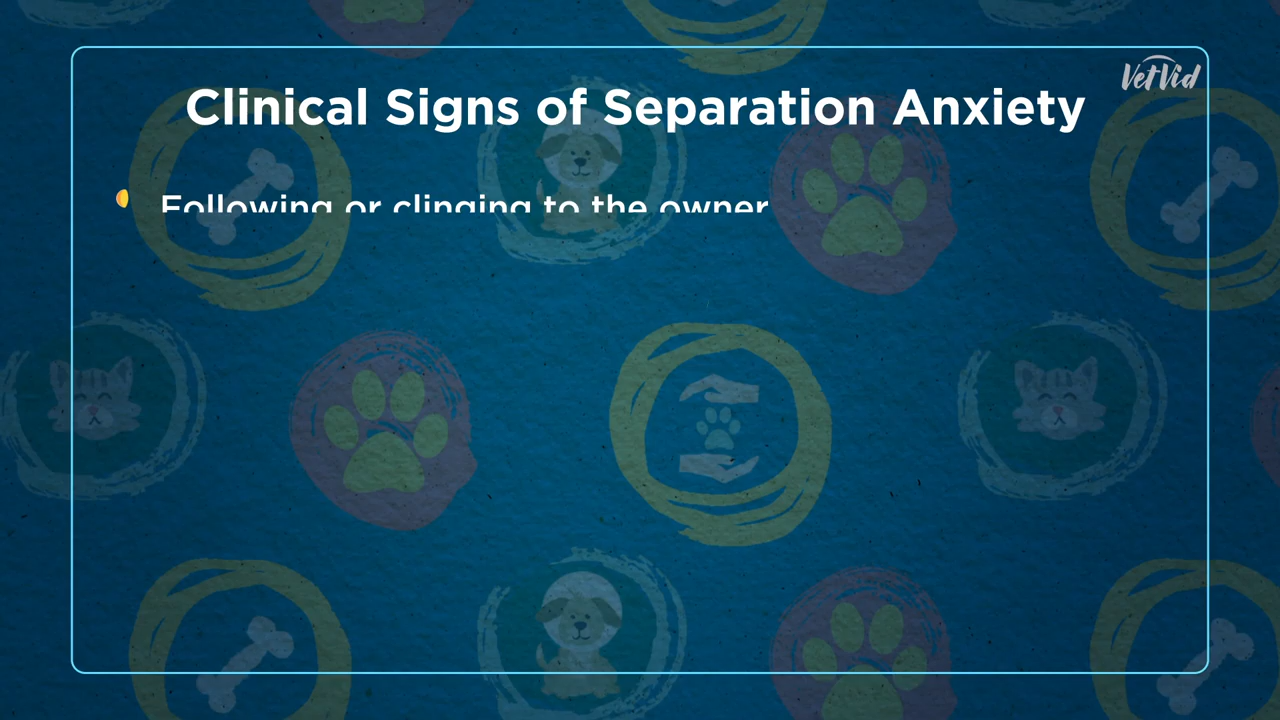 VetVid
Clinical Signs of Separation Anxiety
Following or clinging to the owner